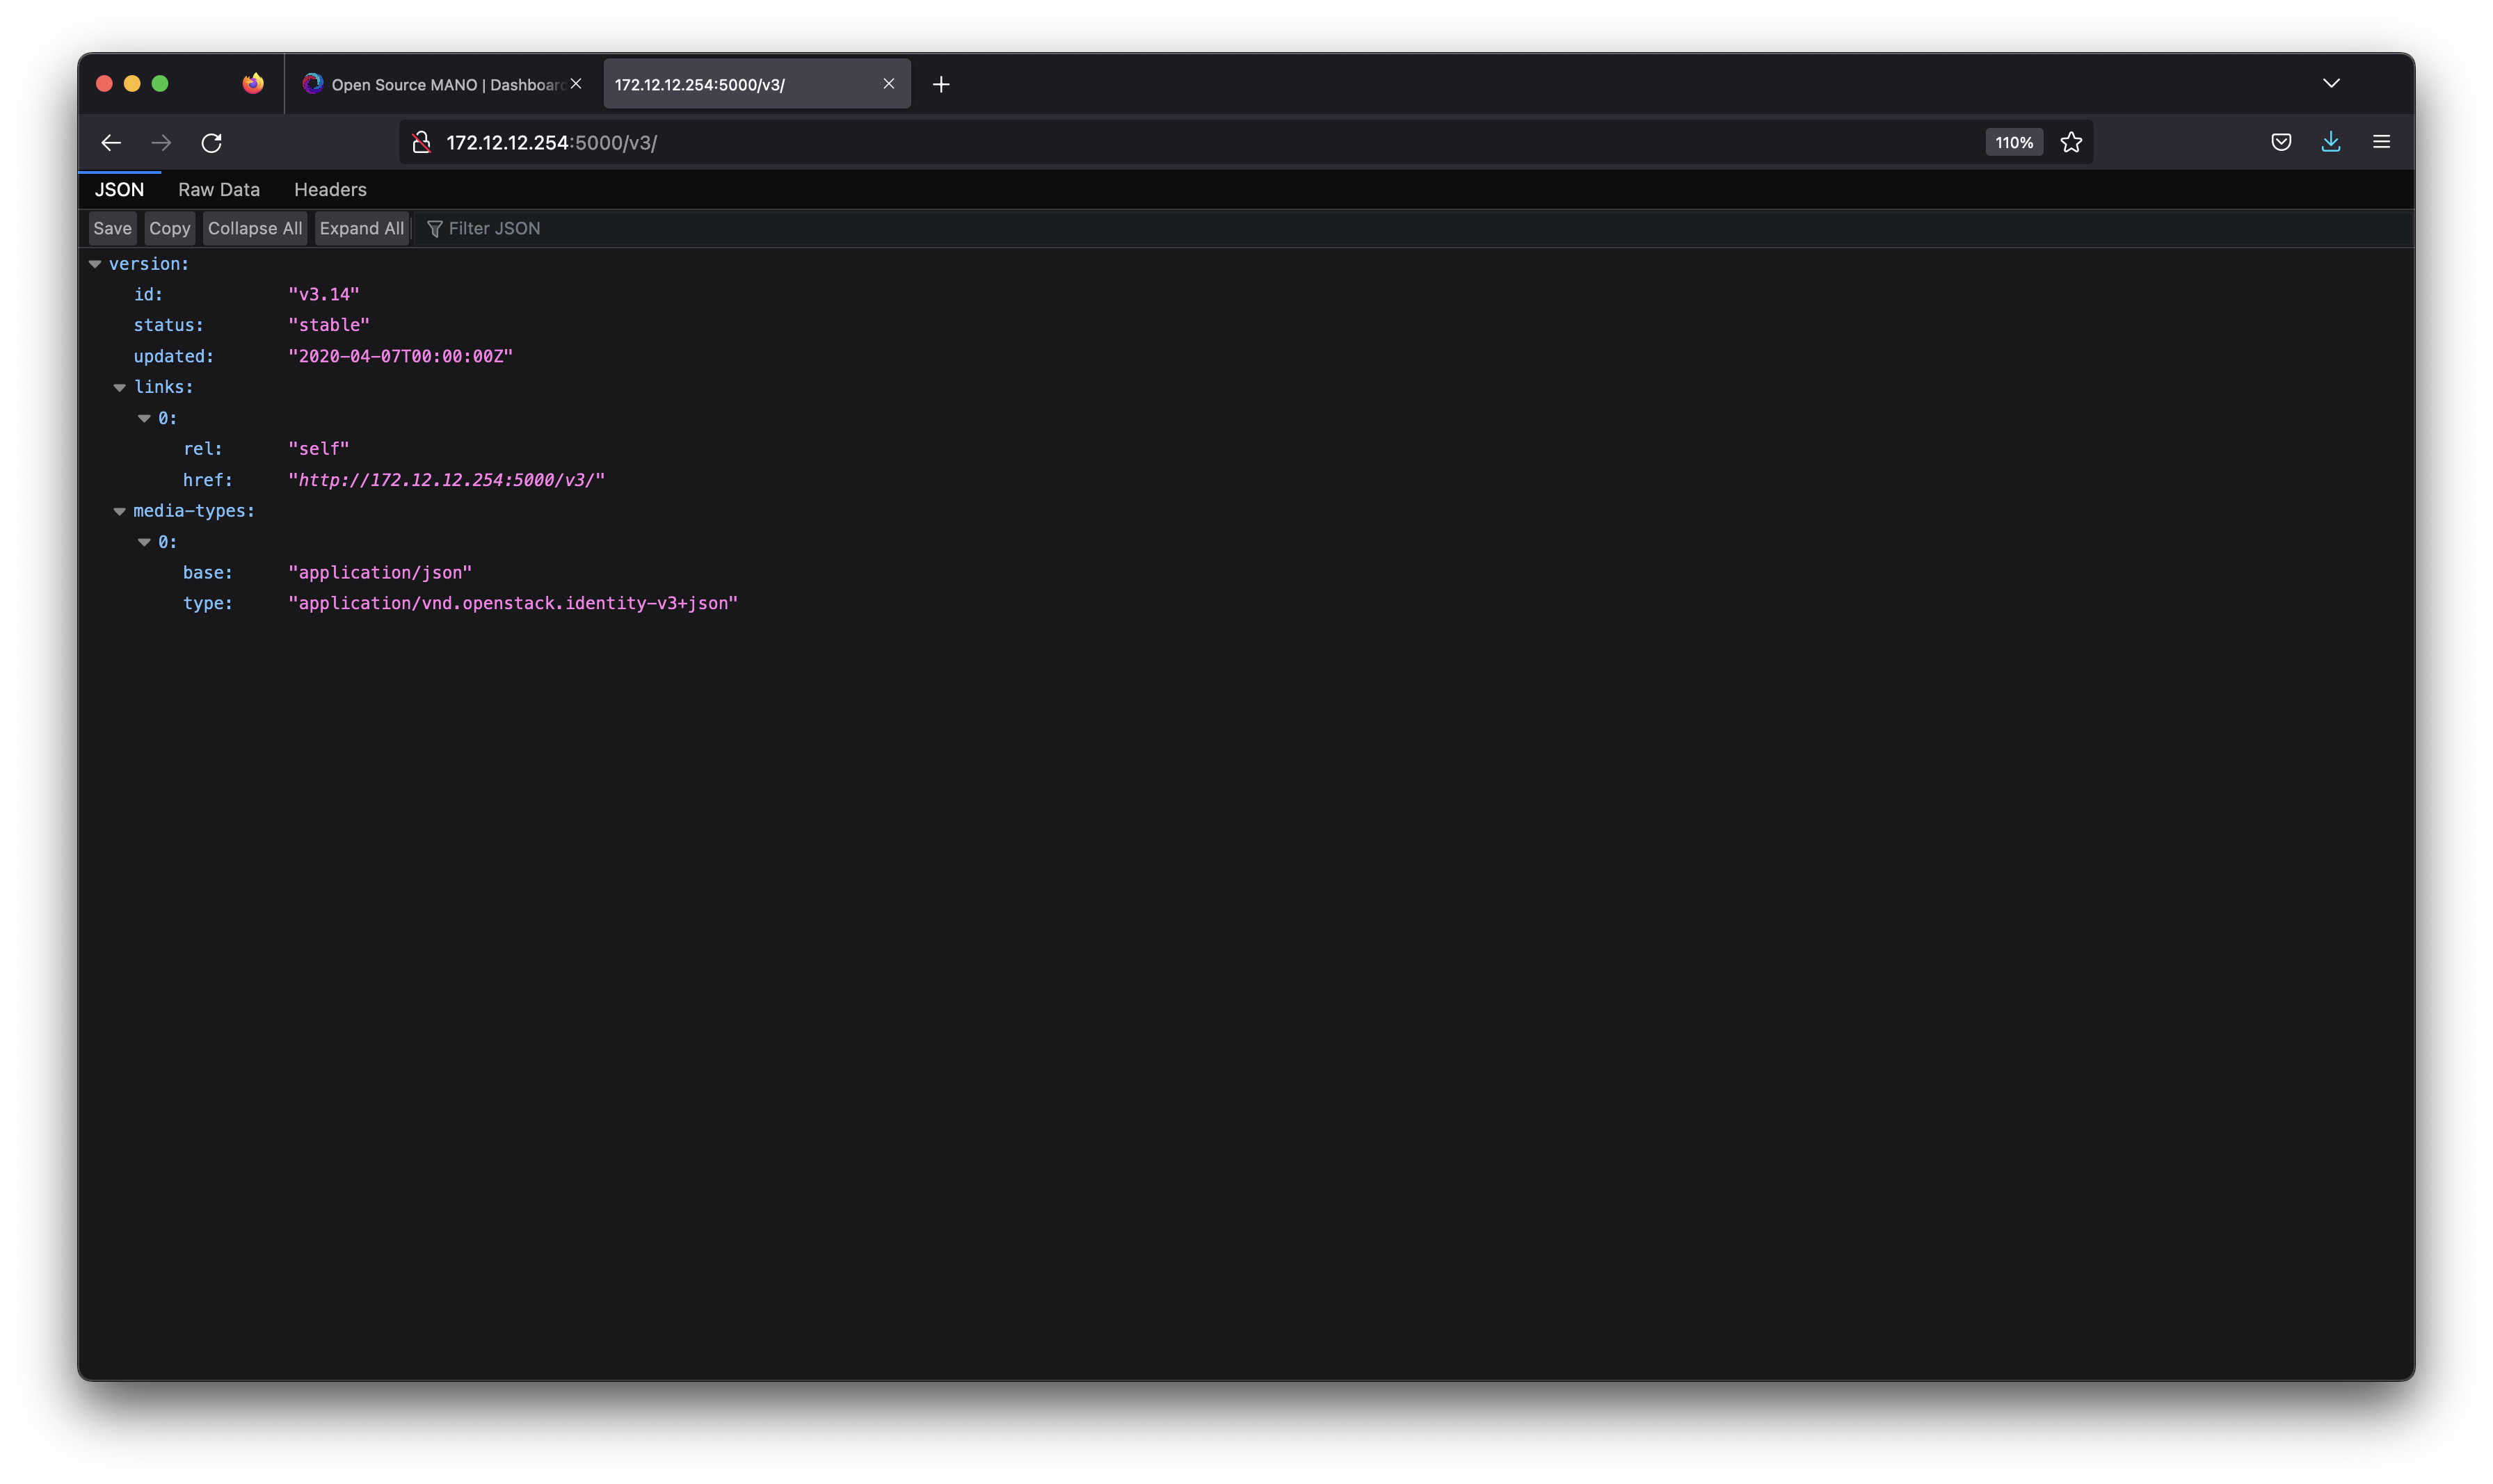 Open Source MANO | Dashboard
172.12.12.254:5000/v3/
172.12.12.254:5000/v3/
110%
JSON Raw Data Headers
Save Copy Collapse All Expand All Filter JSON
version:
id: "v3.14"
status: "stable"
updated: "2020-04-07T00:00:00Z"
links:
0:
rel: "self"
href: "http://172.12.12.254:5000/v3/"
media-types:
0:
base: "application/json"
type: "application/vnd.openstack.identity-v3+json"